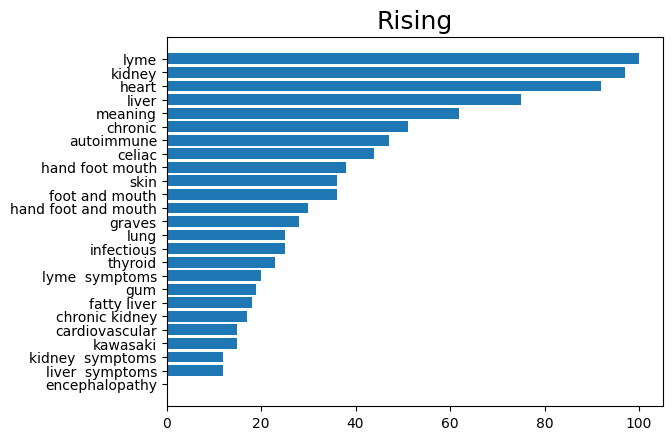 Rising
lyme
kidney
heart
liver
meaning
chronic
autoimmune
celiac
hand foot mouth
skin
foot and mouth
hand foot and mouth
graves
lung
infectious
thyroid
lyme  symptoms
gum
fatty liver
chronic kidney
cardiovascular
kawasaki
kidney  symptoms
liver  symptoms
encephalopathy
0 20 40 60 80 100